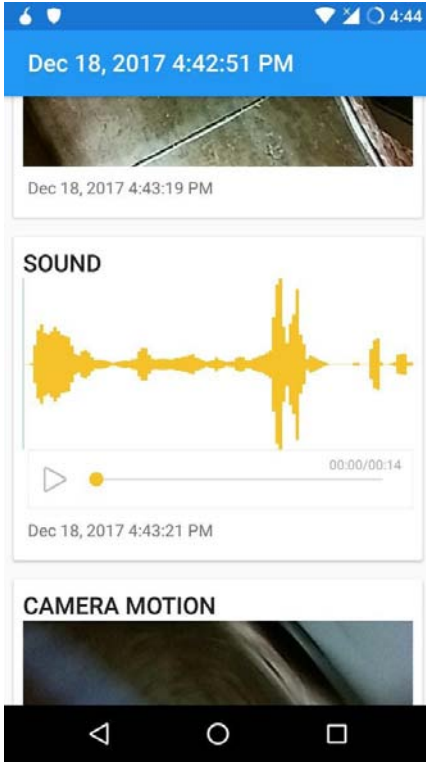 4:44
Dec 18, 2017 4:42:51 PM
Dec 18, 2017 4:43:19 PM
SOUND
00:00/00:14
Dec 18, 2017 4:43:21 PM
CAMERA MOTION